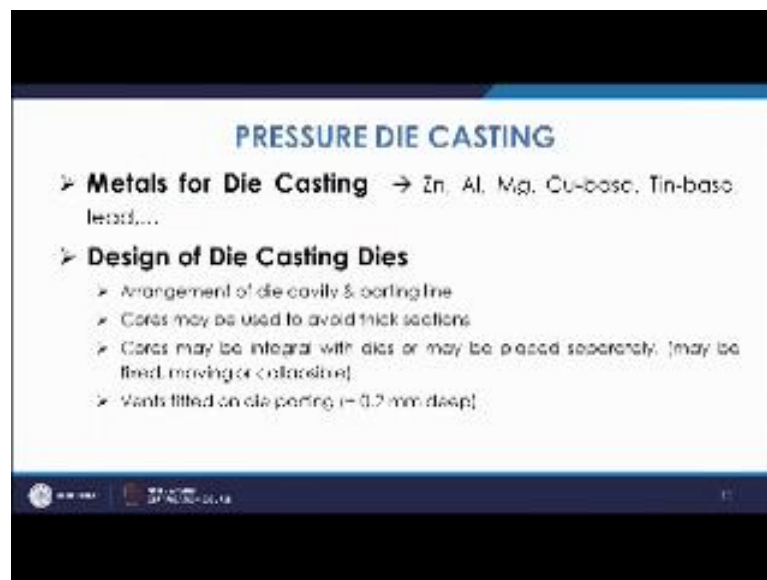 PRESSURE DIE CASTING
➢ Metals for Die Casting → Zn, Al, Mg, Cu-base, Tin-base,
lead,...
➢ Design of Die Casting Dies
➢ Arrangement of die cavity & parting line
➢ Cores may be used to avoid thick sections
➢ Cores may be integral with dies or may be placed seperately. (may be
fixed, moving or collapsible)
➢ Vents fitted on die parting (~ 0.2 mm deep)